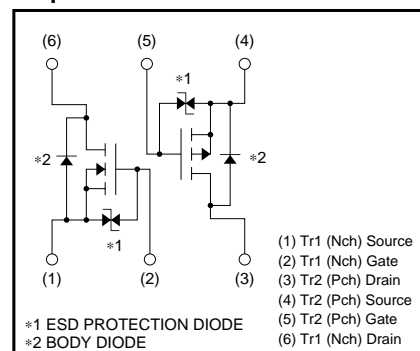 (6) (5) (4)
∗1
∗2
∗2
∗1
(1) (2) (3)
(1) Tr1 (Nch) Source
(2) Tr1 (Nch) Gate
(3) Tr2 (Pch) Drain
(4) Tr2 (Pch) Source
(5) Tr2 (Pch) Gate
(6) Tr1 (Nch) Drain
∗1 ESD PROTECTION DIODE
∗2 BODY DIODE